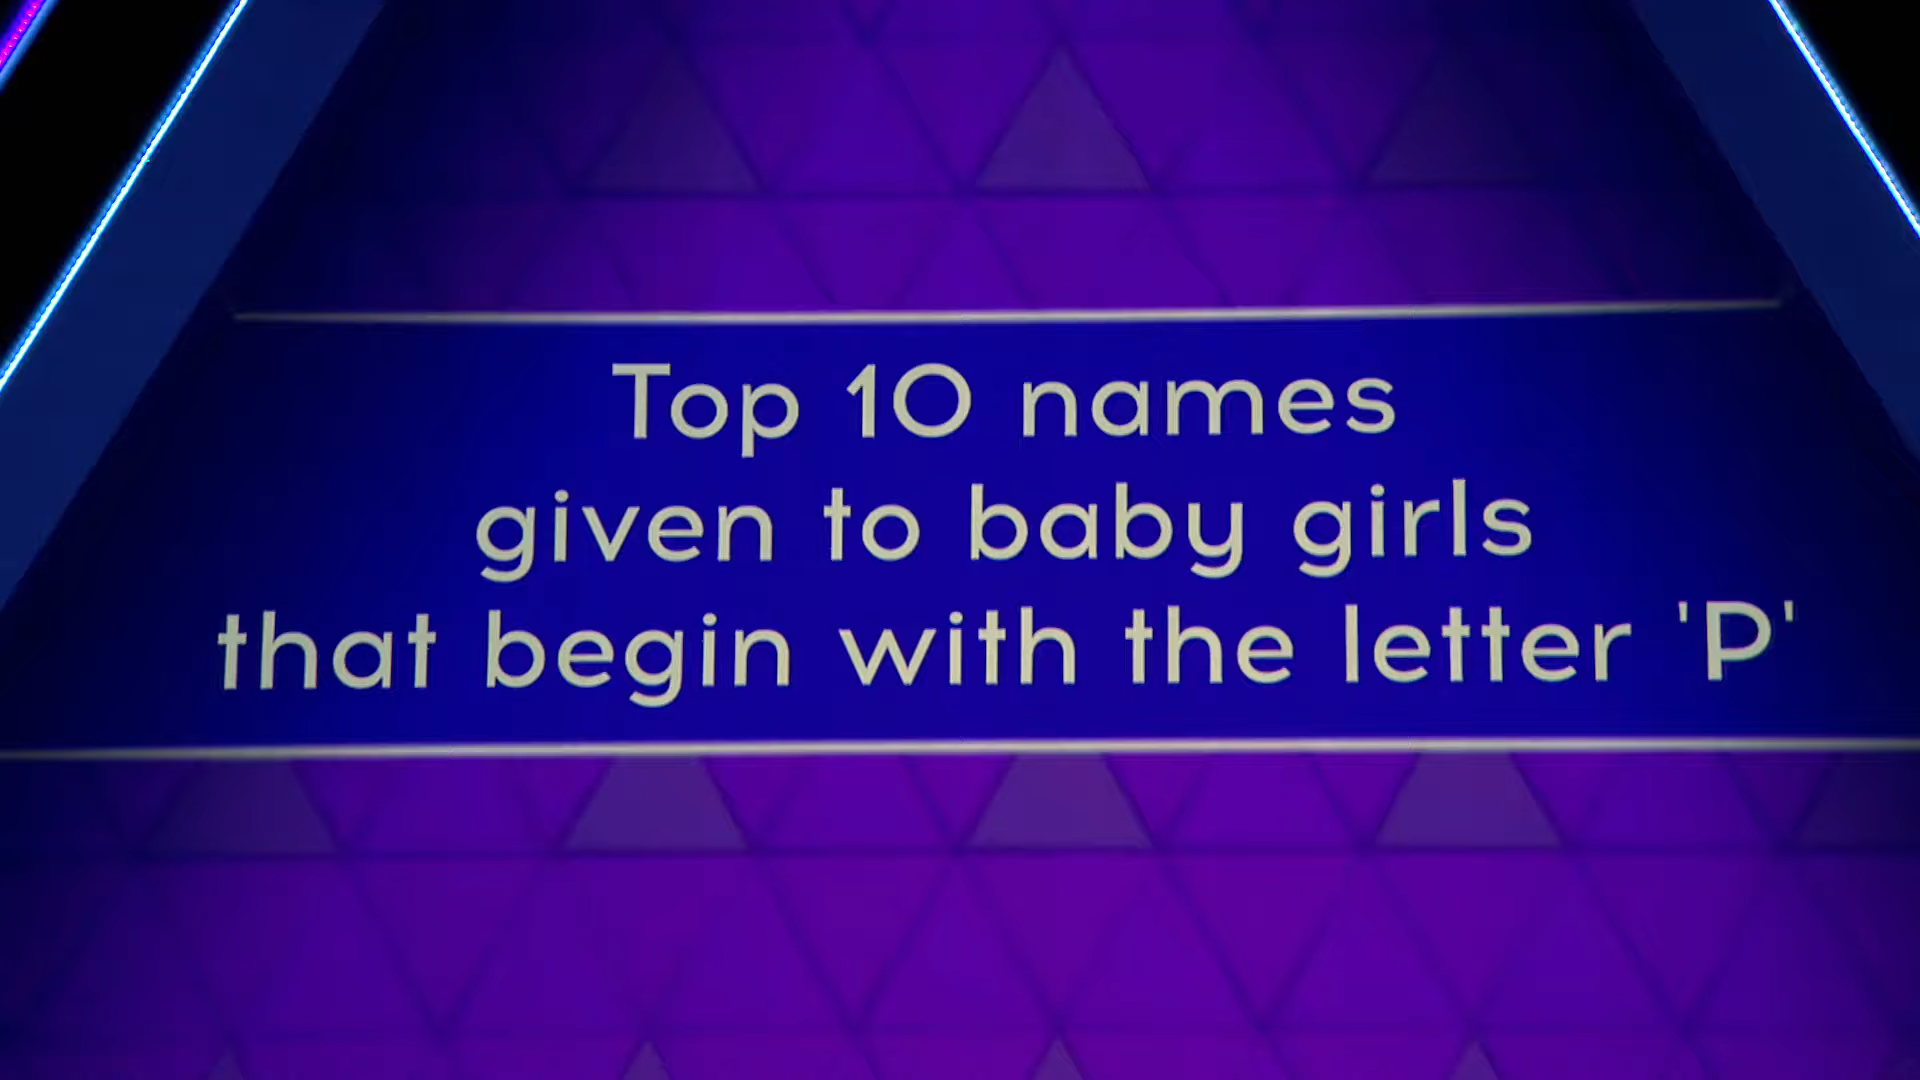 Top 10 names
given to baby girls
that begin with the letter 'P'